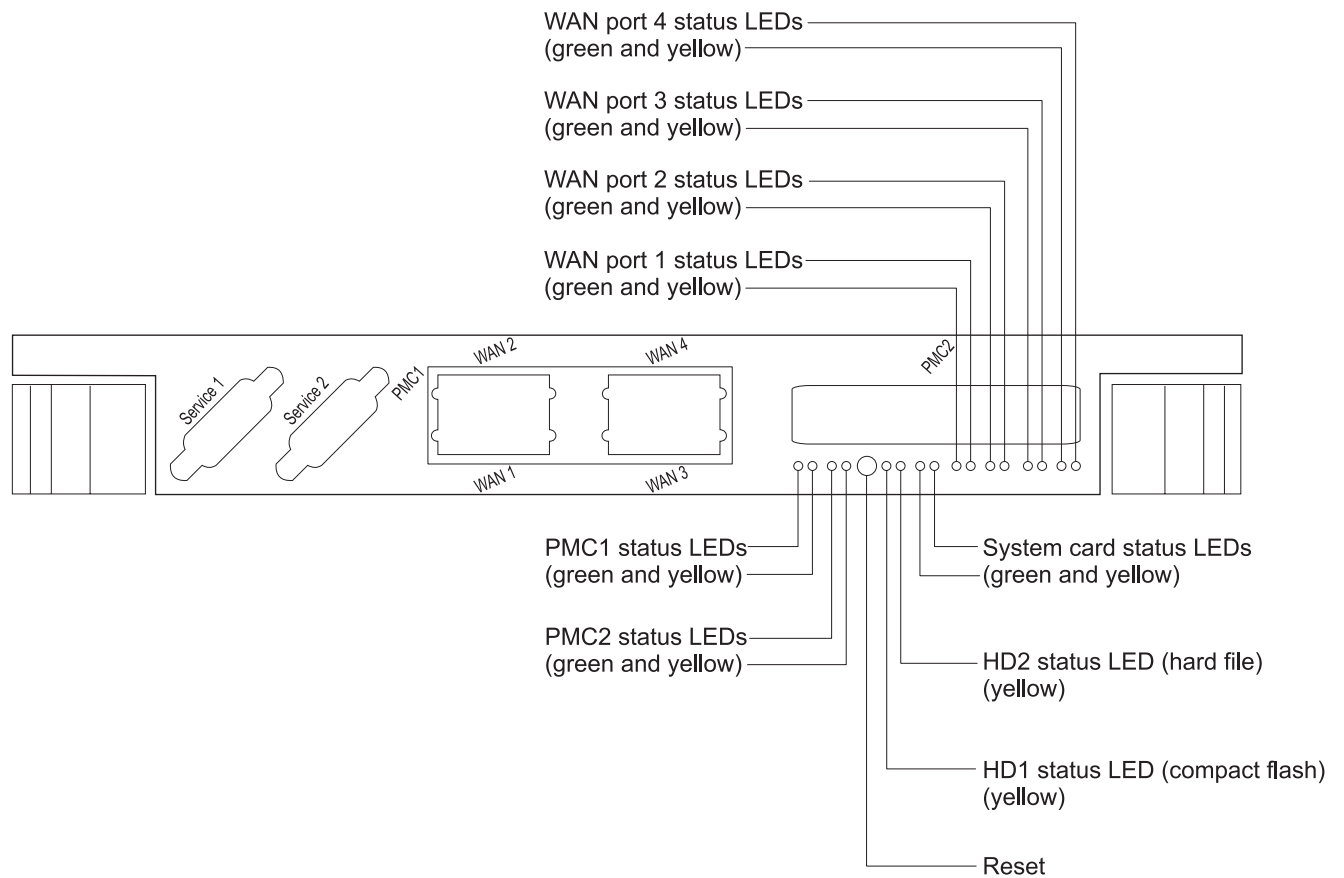 WAN port 4 status LEDs
(green and yellow)
WAN port 3 status LEDs
(green and yellow)
WAN port 2 status LEDs
(green and yellow)
WAN port 1 status LEDs
(green and yellow)
Service 1
Service 2
PMC1
WAN 2
WAN 4
PMC2
WAN 1
WAN 3
PMC1 status LEDs
(green and yellow)
PMC2 status LEDs
(green and yellow)
System card status LEDs
(green and yellow)
HD2 status LED (hard file)
(yellow)
HD1 status LED (compact flash)
(yellow)
Reset